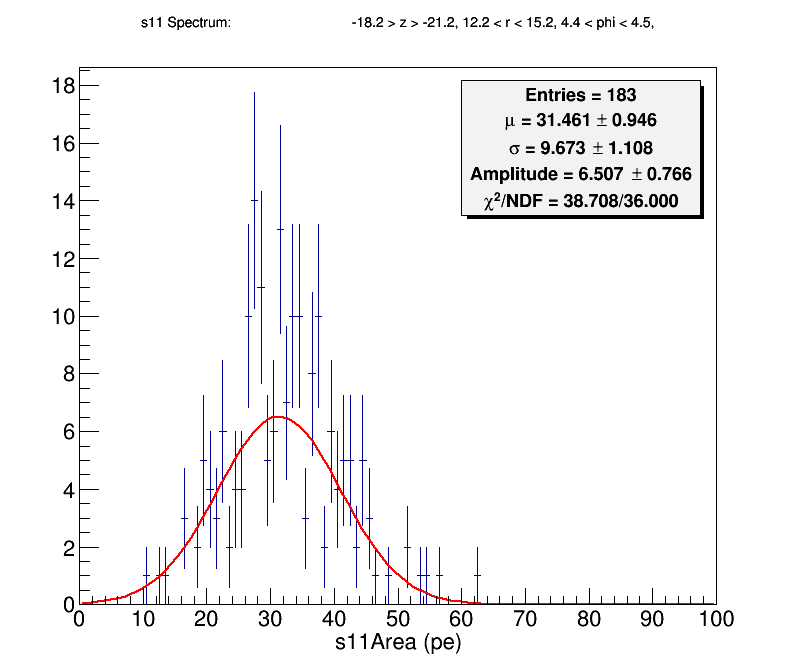 s11 Spectrum: -18.2 > z > -21.2, 12.2 < r < 15.2, 4.4 < phi < 4.5,
Entries = 183
μ = 31.461 ± 0.946
σ = 9.673 ± 1.108
Amplitude = 6.507 ± 0.766
χ²/NDF = 38.708/36.000
18
16
14
12
10
8
6
4
2
0
0 10 20 30 40 50 60 70 80 90 100
s11Area (pe)